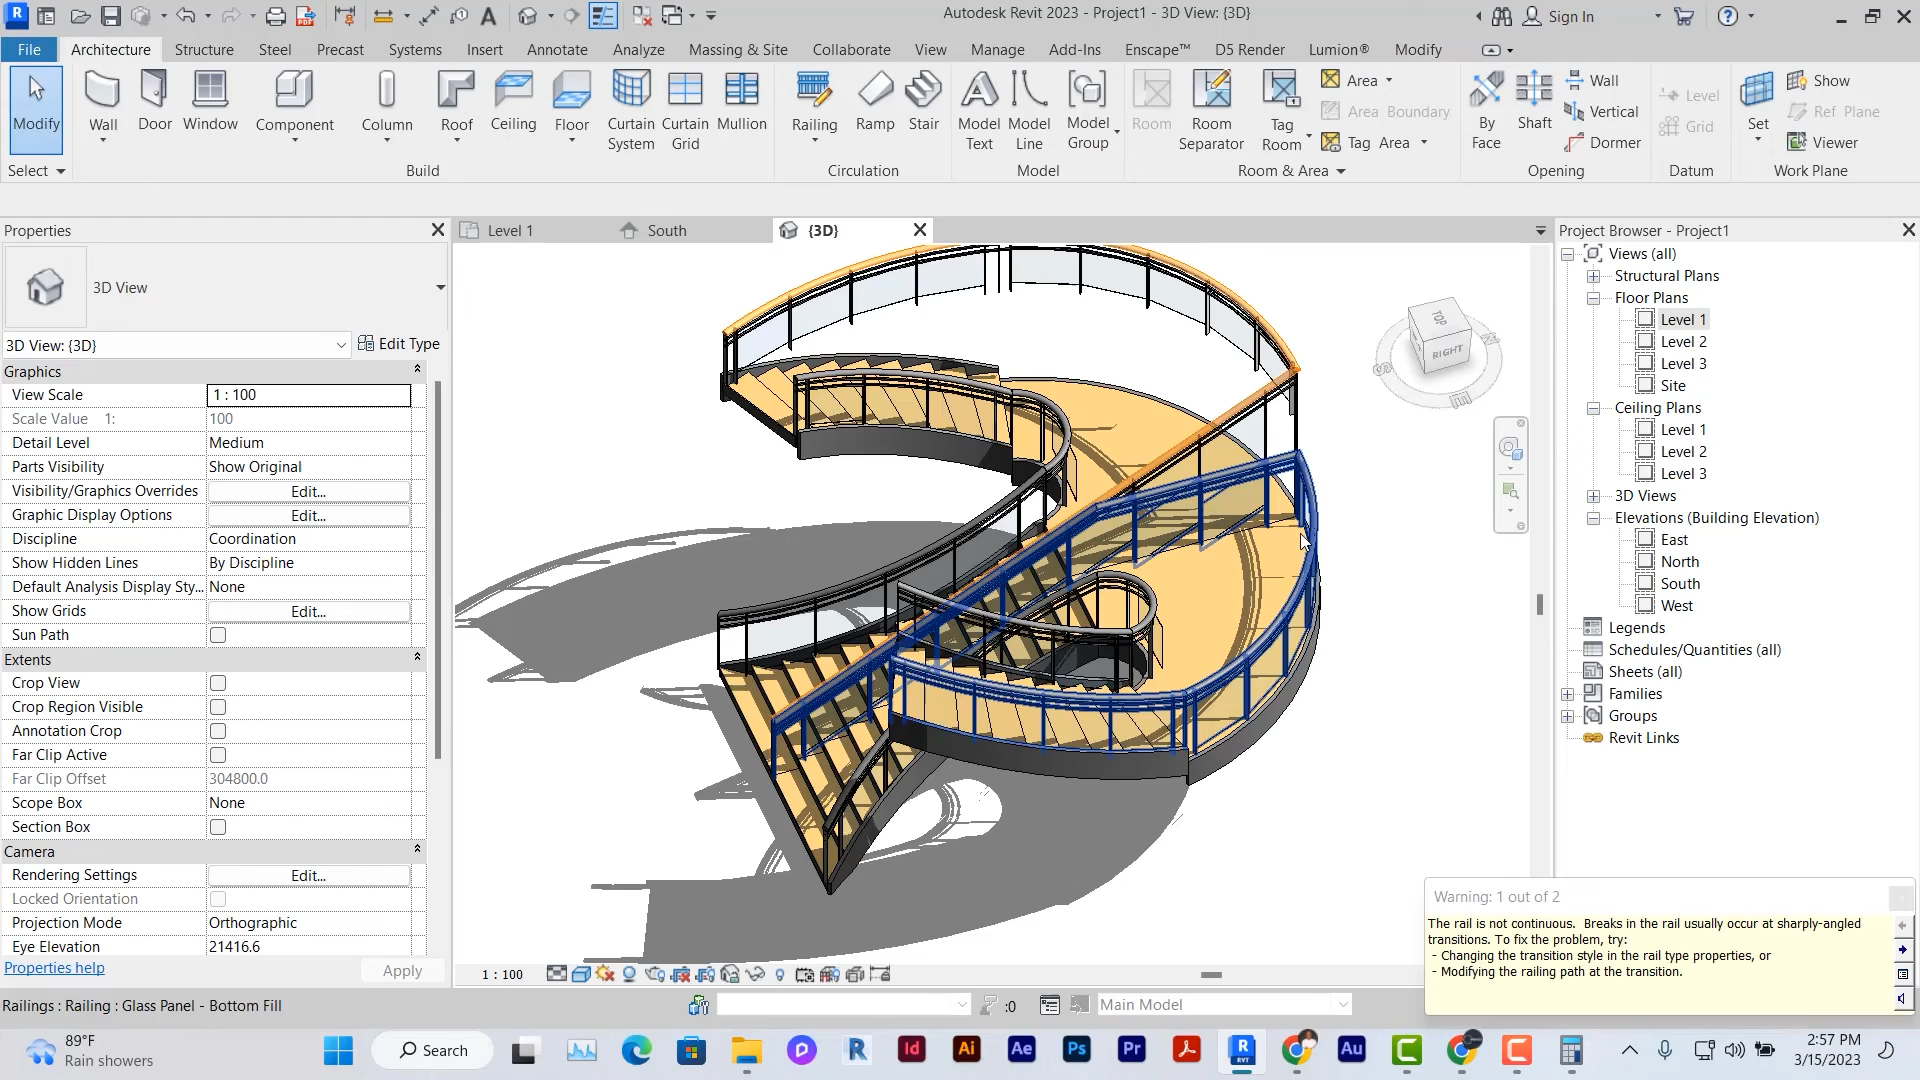 Autodesk Revit 2023 - Project1 - 3D View: {3D}
Sign In
File Architecture Structure Steel Precast Systems Insert Annotate Analyze Massing & Site Collaborate View Manage Add-Ins Enscape™ D5 Render Lumion® Modify
Modify
Wall
Door
Window
Component
Column
Roof
Ceiling
Floor
Curtain System
Curtain Grid
Mullion
Railing
Ramp
Stair
Model Text
Model Line
Model Group
Room
Room Separator
Tag Room
Area
Area Boundary
Tag Area
By Face
Shaft
Wall
Vertical
Dormer
Level
Grid
Set
Show
Ref Plane
Viewer
Select Build Circulation Model Room & Area Opening Datum Work Plane
Properties
3D View
3D View: {3D}
Edit Type
Graphics
View Scale 1 : 100
Scale Value 1: 100
Detail Level Medium
Parts Visibility Show Original
Visibility/Graphics Overrides Edit...
Graphic Display Options Edit...
Discipline Coordination
Show Hidden Lines By Discipline
Default Analysis Display Sty... None
Show Grids Edit...
Sun Path
Extents
Crop View
Crop Region Visible
Annotation Crop
Far Clip Active
Far Clip Offset 304800.0
Scope Box None
Section Box
Camera
Rendering Settings Edit...
Locked Orientation
Projection Mode Orthographic
Eye Elevation 21416.6
Properties help
Apply
Level 1 South {3D}
TOP
RIGHT
1 : 100
Project Browser - Project1
Views (all)
Structural Plans
Floor Plans
Level 1
Level 2
Level 3
Site
Ceiling Plans
Level 1
Level 2
Level 3
3D Views
Elevations (Building Elevation)
East
North
South
West
Legends
Schedules/Quantities (all)
Sheets (all)
Families
Groups
Revit Links
Warning: 1 out of 2
The rail is not continuous. Breaks in the rail usually occur at sharply-angled
transitions. To fix the problem, try:
- Changing the transition style in the rail type properties, or
- Modifying the railing path at the transition.
Railings : Railing : Glass Panel - Bottom Fill
:0
Main Model
89°F
Rain showers
Search
Id Ai Ae Ps Pr Au
2:57 PM
3/15/2023